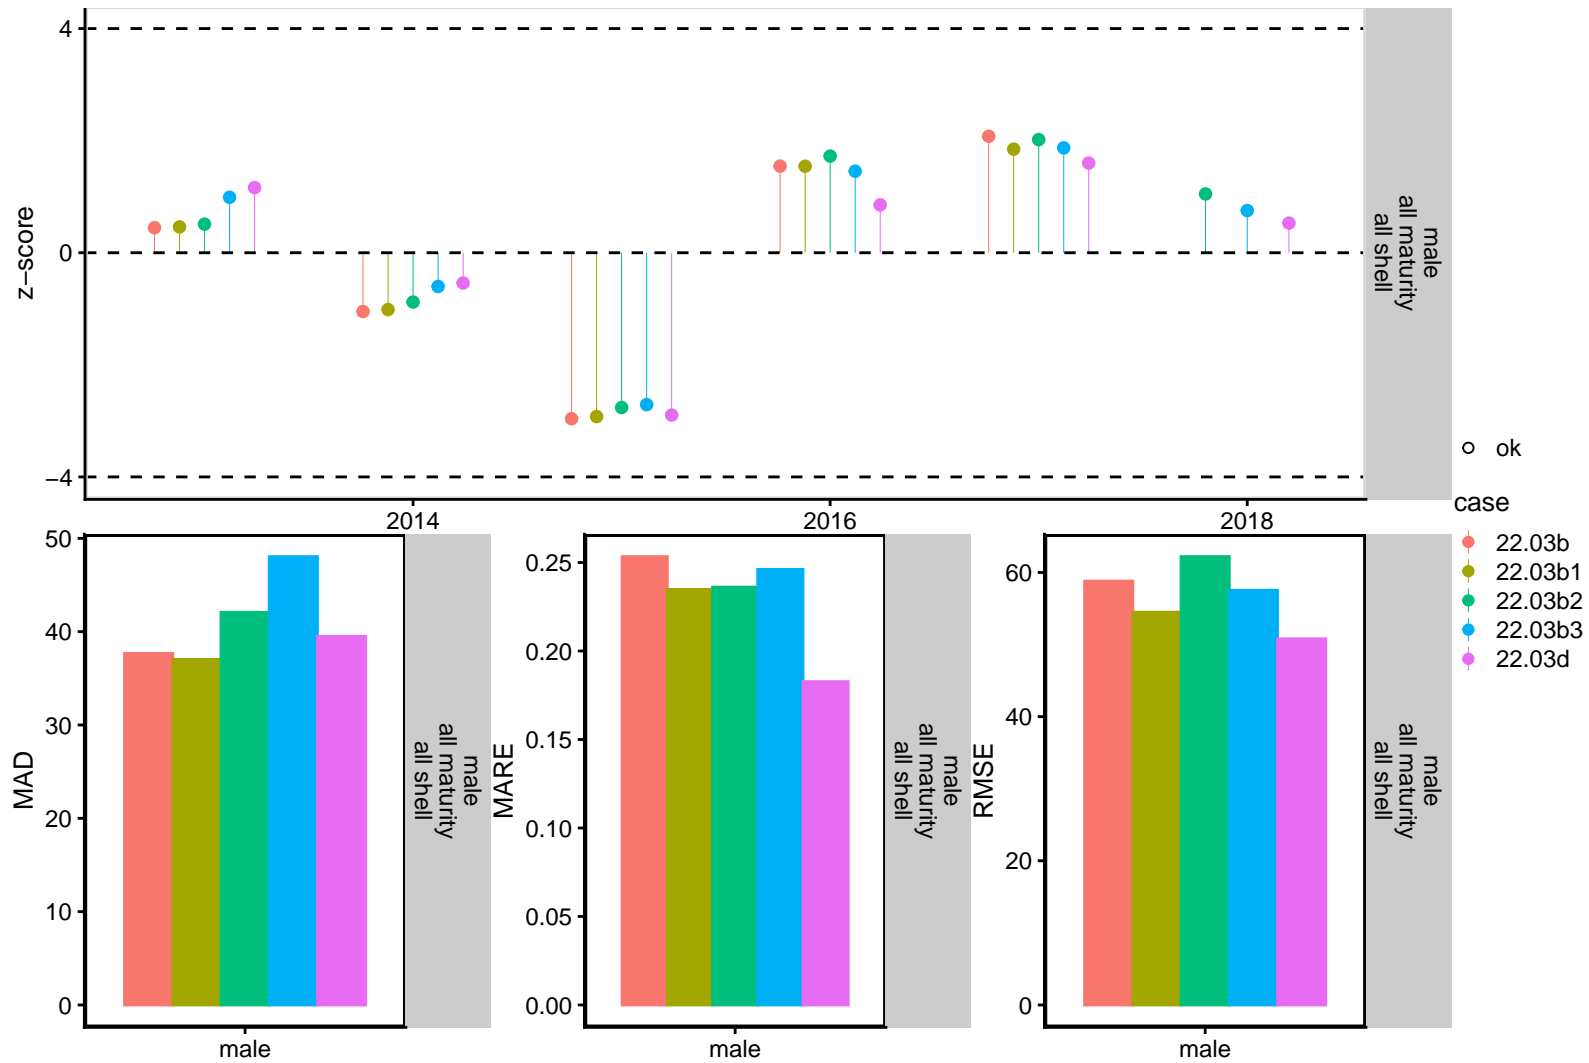 4
0
−4
z−score
2014
2016
2018
male
all maturity
all shell
ok
case
22.03b
22.03b1
22.03b2
22.03b3
22.03d
50
40
30
20
10
0
MAD
male
male
all maturity
all shell
0.25
0.20
0.15
0.10
0.05
0.00
MARE
male
male
all maturity
all shell
60
40
20
0
RMSE
male
male
all maturity
all shell